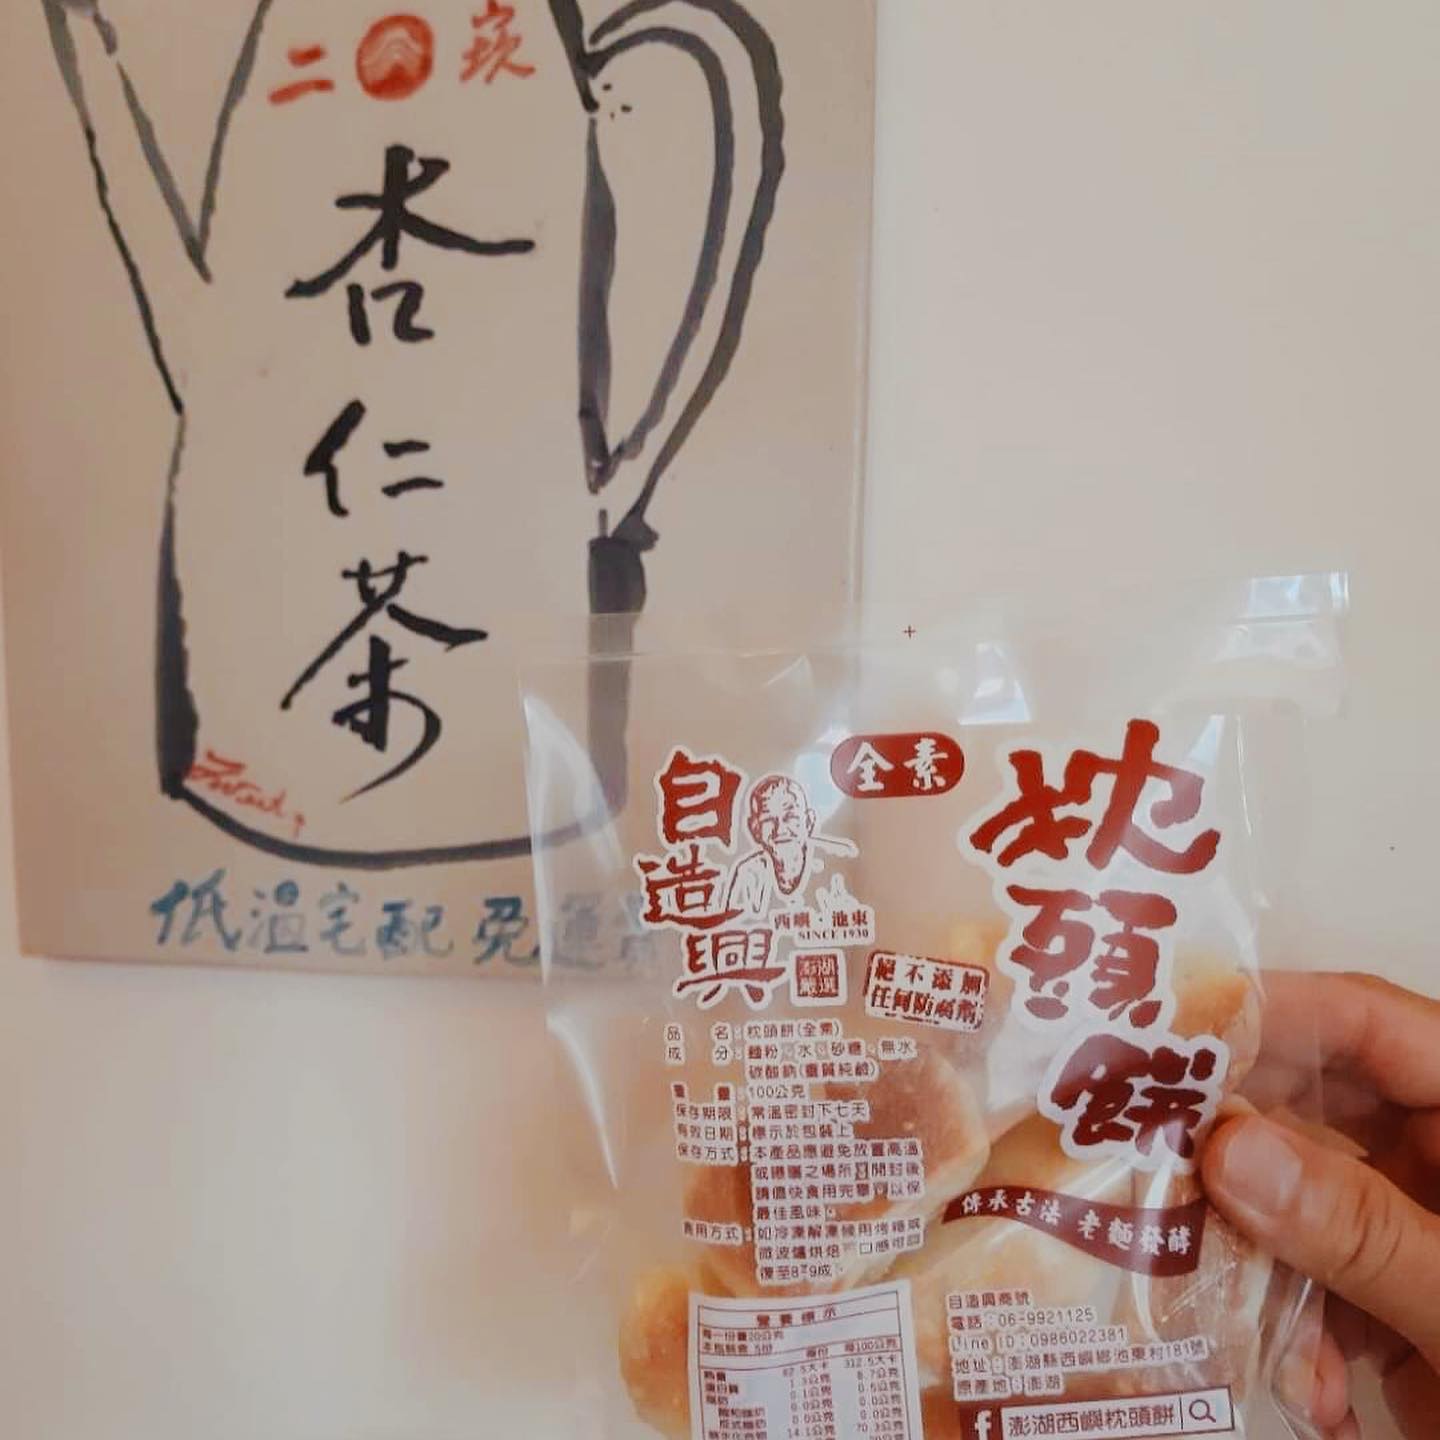 二崁
杏仁茶
低溫宅配 免運費
全素
枕頭餅
自造興
西嶼·池東
SINCE 1930
澎湖
嚴選
絕不添加
任何防腐劑
品 名:枕頭餅(全素)
成 分:麵粉、水、砂糖、無水
碳酸鈉(重質純鹼)
重 量:100公克
保存期限:常溫密封下七天
有效日期:標示於包裝上
保存方式:本產品應避免放置高溫
或曝曬之場所,開封後
請儘快食用完畢,以保
最佳風味。
食用方式:如冷凍解凍後用烤箱或
微波爐烘焙,口感可回
復至8-9成。
傳承古法 老麵發酵
營養標示
每一份量20公克
本包裝含 5份
每份 每100公克
熱量 62.5大卡 312.5大卡
蛋白質 1.3公克 6.7公克
脂肪 0.1公克 0.5公克
飽和脂肪 0.0公克 0.0公克
反式脂肪 0.0公克 0.0公克
碳水化合物 14.1公克 70.3公克
自造興商號
電話:06-9921125
Line ID:0986022381
地址:澎湖縣西嶼鄉池東村181號
原產地:澎湖
f 澎湖西嶼枕頭餅